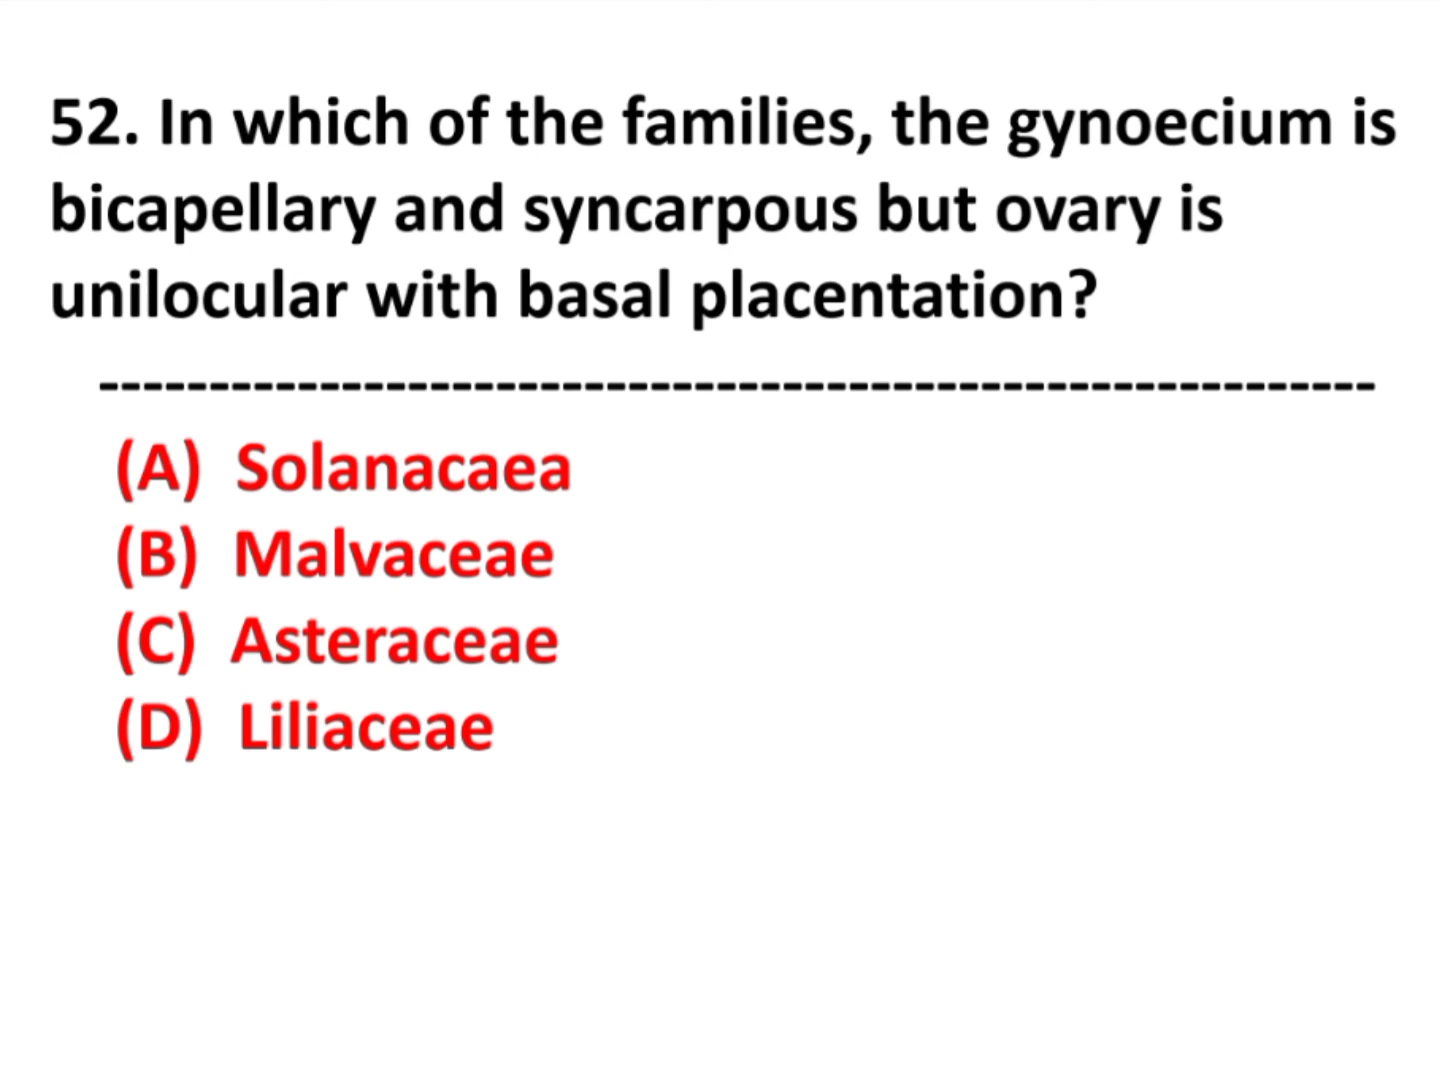 52. In which of the families, the gynoecium is
bicapellary and syncarpous but ovary is
unilocular with basal placentation?
----------------------------------------------------------
(A) Solanacaea
(B) Malvaceae
(C) Asteraceae
(D) Liliaceae